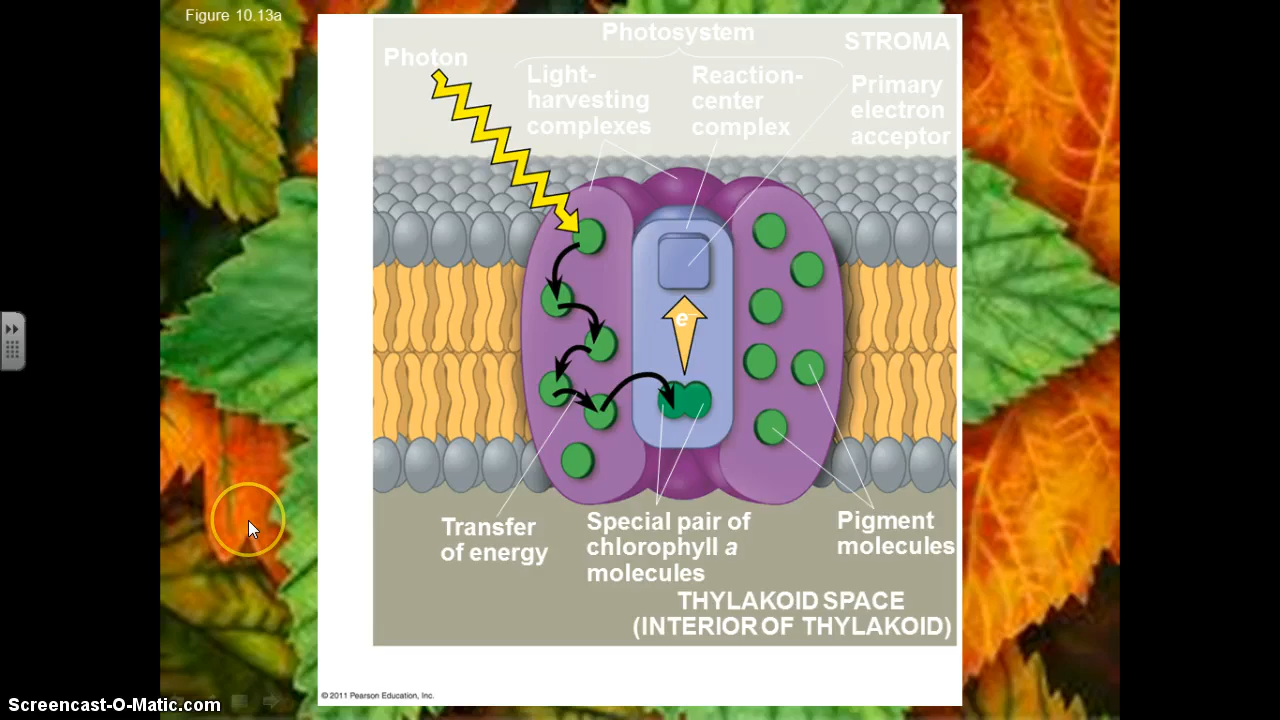 Figure 10.13a
Photosystem
STROMA
Photon
Light-
harvesting
complexes
Reaction-
center
complex
Primary
electron
acceptor
e–
Transfer
of energy
Special pair of
chlorophyll a
molecules
Pigment
molecules
THYLAKOID SPACE
(INTERIOR OF THYLAKOID)
© 2011 Pearson Education, Inc.
Screencast-O-Matic.com